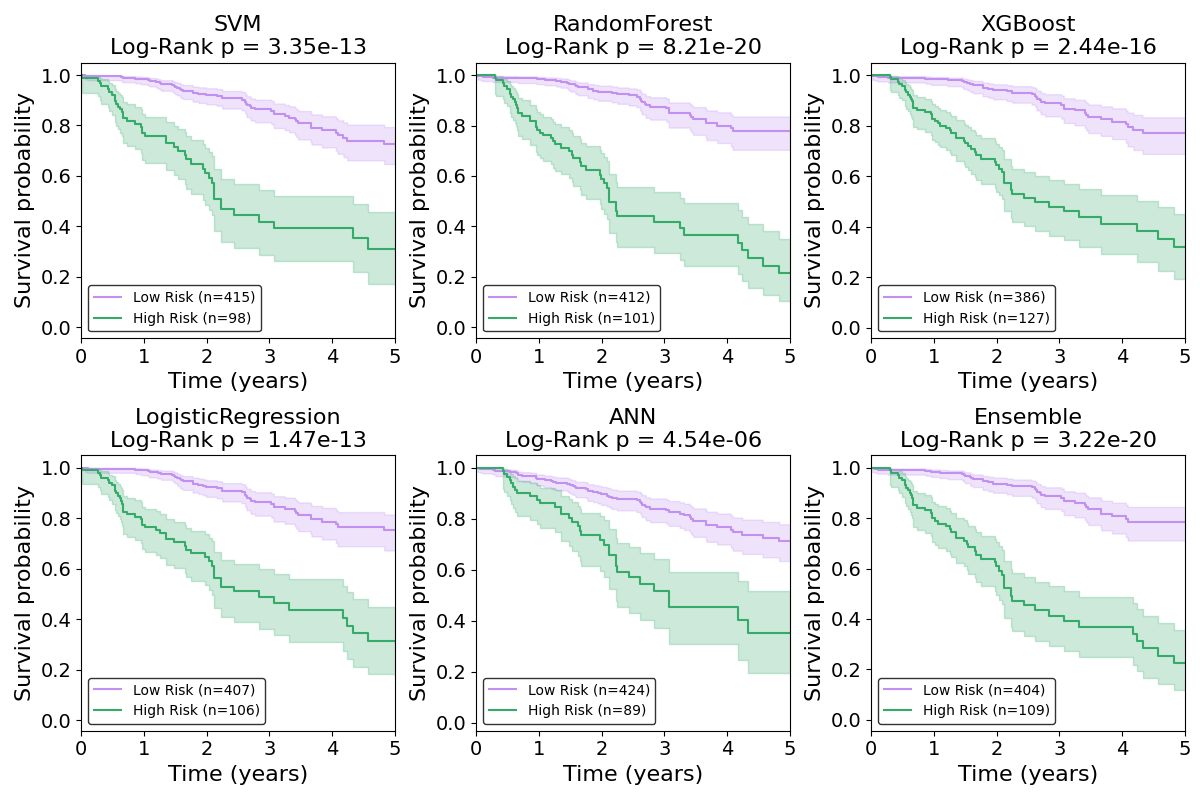 SVM
Log-Rank p = 3.35e-13
Survival probability
1.0
0.8
0.6
0.4
0.2
0.0
Low Risk (n=415)
High Risk (n=98)
0 1 2 3 4 5
Time (years)
RandomForest
Log-Rank p = 8.21e-20
Survival probability
1.0
0.8
0.6
0.4
0.2
0.0
Low Risk (n=412)
High Risk (n=101)
0 1 2 3 4 5
Time (years)
XGBoost
Log-Rank p = 2.44e-16
Survival probability
1.0
0.8
0.6
0.4
0.2
0.0
Low Risk (n=386)
High Risk (n=127)
0 1 2 3 4 5
Time (years)
LogisticRegression
Log-Rank p = 1.47e-13
Survival probability
1.0
0.8
0.6
0.4
0.2
0.0
Low Risk (n=407)
High Risk (n=106)
0 1 2 3 4 5
Time (years)
ANN
Log-Rank p = 4.54e-06
Survival probability
1.0
0.8
0.6
0.4
0.2
0.0
Low Risk (n=424)
High Risk (n=89)
0 1 2 3 4 5
Time (years)
Ensemble
Log-Rank p = 3.22e-20
Survival probability
1.0
0.8
0.6
0.4
0.2
0.0
Low Risk (n=404)
High Risk (n=109)
0 1 2 3 4 5
Time (years)